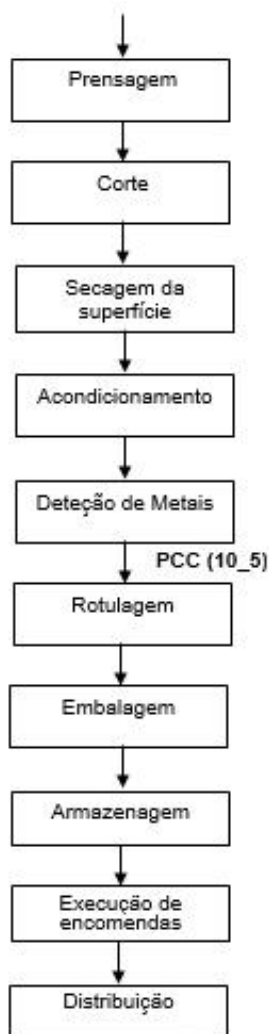 Prensagem
Corte
Secagem da
superfície
Acondicionamento
Deteção de Metais
PCC (10_5)
Rotulagem
Embalagem
Armazenagem
Execução de
encomendas
Distribuição